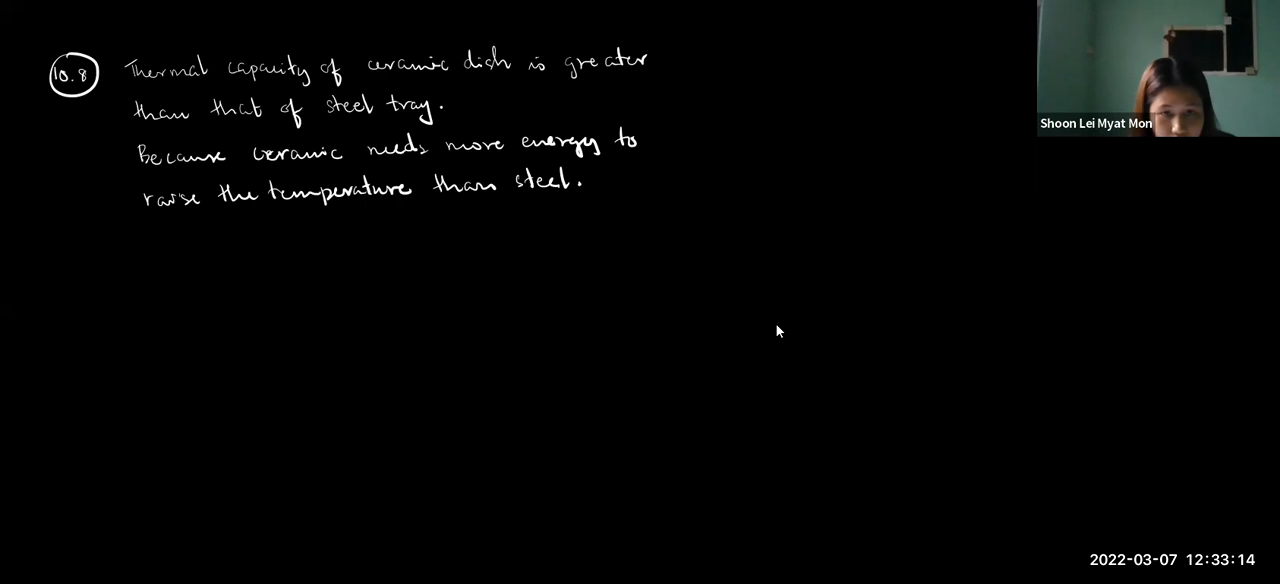 10.8 Thermal capacity of ceramic dish is greater
than that of steel tray.
Because ceramic needs more energy to
raise the temperature than steel.
Shoon Lei Myat Mon
2022-03-07 12:33:14